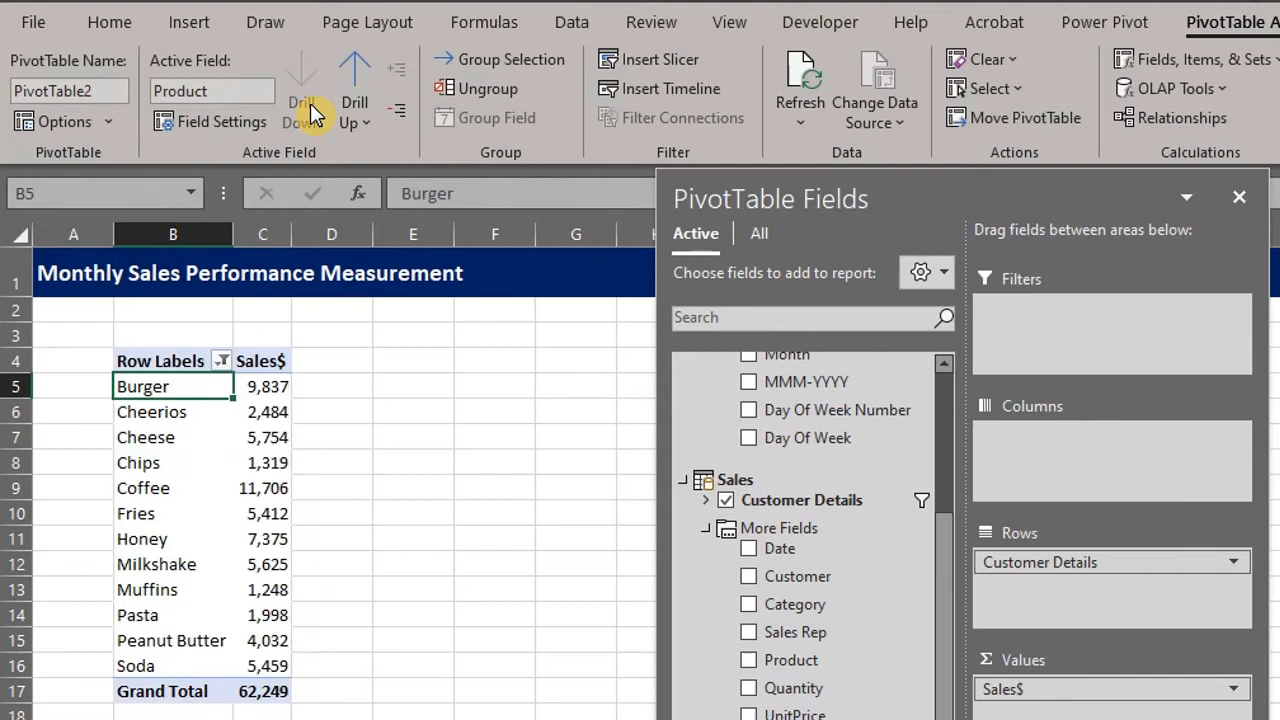 File Home Insert Draw Page Layout Formulas Data Review View Developer Help Acrobat Power Pivot PivotTable A
PivotTable Name: Active Field: Group Selection Insert Slicer Clear Fields, Items, & Sets
PivotTable2 Product Drill Down Drill Up Ungroup Insert Timeline Refresh Change Data Source Select OLAP Tools
Options Field Settings 7 Group Field Filter Connections Move PivotTable Relationships
PivotTable Active Field Group Filter Data Actions Calculations
B5 fx Burger
A B C D E F G
1 Monthly Sales Performance Measurement
2
3
4 Row Labels Sales$
5 Burger 9,837
6 Cheerios 2,484
7 Cheese 5,754
8 Chips 1,319
9 Coffee 11,706
10 Fries 5,412
11 Honey 7,375
12 Milkshake 5,625
13 Muffins 1,248
14 Pasta 1,998
15 Peanut Butter 4,032
16 Soda 5,459
17 Grand Total 62,249
18
PivotTable Fields
Active All
Choose fields to add to report:
Search
Month
MMM-YYYY
Day Of Week Number
Day Of Week
Sales
Customer Details
More Fields
Date
Customer
Category
Sales Rep
Product
Quantity
UnitPrice
Drag fields between areas below:
Filters
Columns
Rows
Customer Details
Σ Values
Sales$